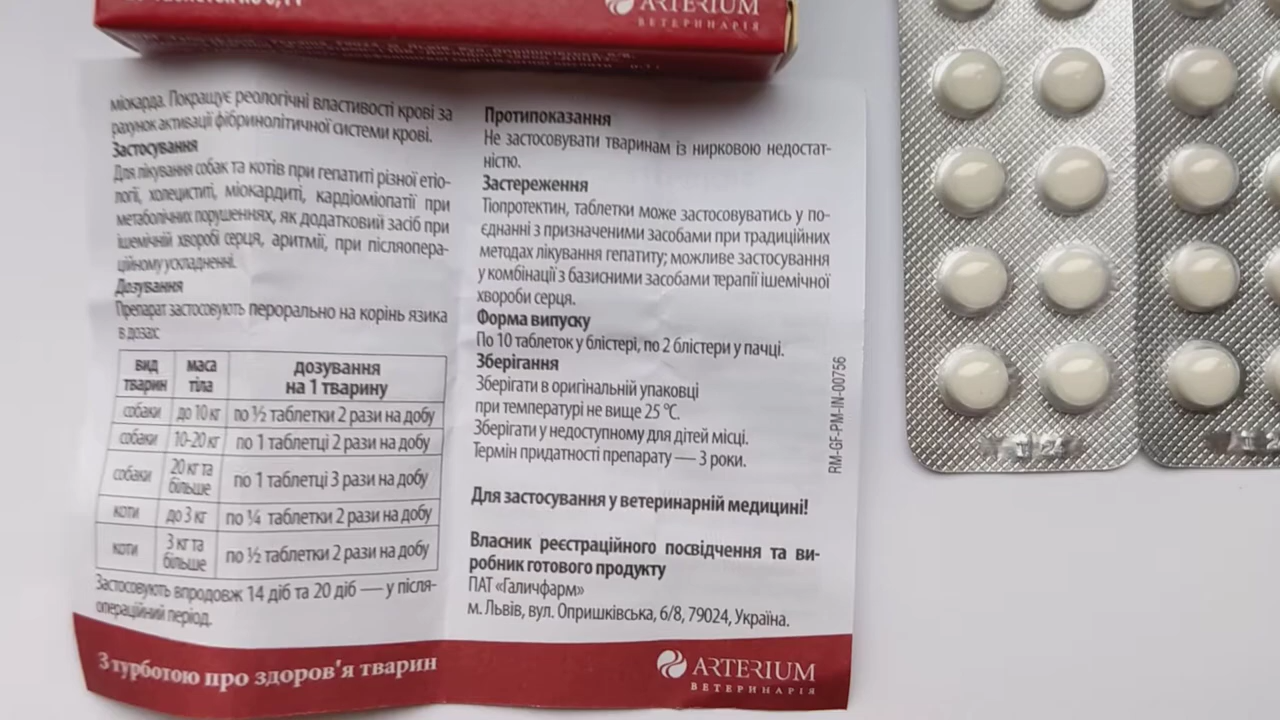 ARTERIUM
ВЕТЕРИНАРІЯ
міокарда. Покращує реологічні властивості крові за
рахунок активації фібринолітичної системи крові.
Застосування
Для лікування собак та котів при гепатиті різної етіо-
логії, холециститі, міокардиті, кардіоміопатії при
метаболічних порушеннях, як додатковий засіб при
ішемічній хворобі серця, аритмії, при післяопера-
ційному ускладненні.
Дозування
Препарат застосовують перорально на корінь язика
в дозах:
вид тварин маса тіла дозування на 1 тварину
собаки до 10 кг по ½ таблетки 2 рази на добу
собаки 10-20 кг по 1 таблетці 2 рази на добу
собаки 20 кг та більше по 1 таблетці 3 рази на добу
коти до 3 кг по ¼ таблетки 2 рази на добу
коти 3 кг та більше по ½ таблетки 2 рази на добу
Застосовують впродовж 14 діб та 20 діб — у після-
операційний період.
З турботою про здоров'я тварин
Протипоказання
Не застосовувати тваринам із нирковою недостат-
ністю.
Застереження
Тіопротектин, таблетки може застосовуватись у по-
єднанні з призначеними засобами при традиційних
методах лікування гепатиту; можливе застосування
у комбінації з базисними засобами терапії ішемічної
хвороби серця.
Форма випуску
По 10 таблеток у блістері, по 2 блістери у пачці.
Зберігання
Зберігати в оригінальній упаковці
при температурі не вище 25 °С.
Зберігати у недоступному для дітей місці.
Термін придатності препарату — 3 роки.
Для застосування у ветеринарній медицині!
Власник реєстраційного посвідчення та ви-
робник готового продукту
ПАТ «Галичфарм»
м. Львів, вул. Опришківська, 6/8, 79024, Україна.
RM-GF-PM-IN-00756
ARTERIUM
ВЕТЕРИНАРІЯ